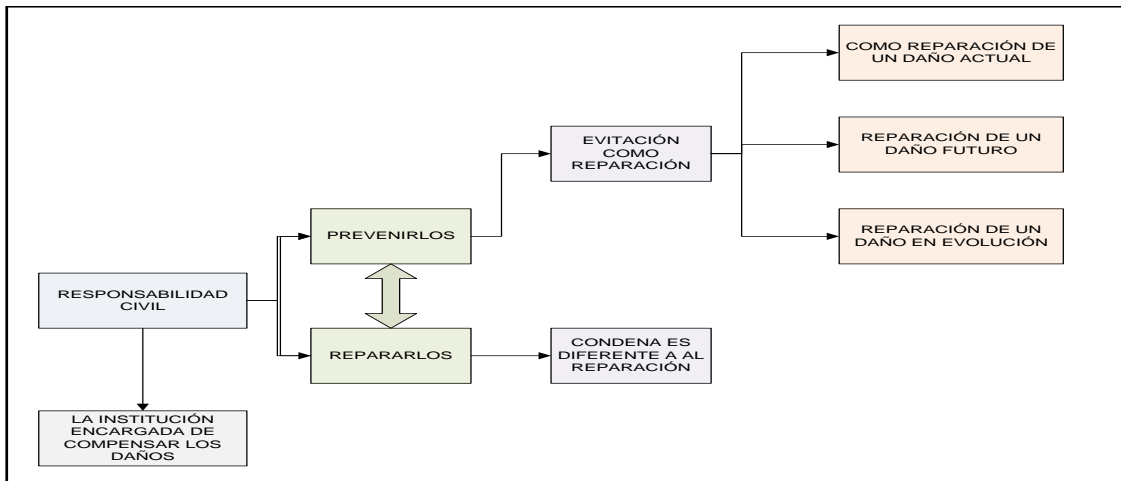 COMO REPARACIÓN DE
UN DAÑO ACTUAL
EVITACIÓN
COMO
REPARACIÓN
REPARACIÓN DE UN
DAÑO FUTURO
PREVENIRLOS
REPARACIÓN DE UN
DAÑO EN EVOLUCIÓN
RESPONSABILIDAD
CIVIL
REPARARLOS
CONDENA ES
DIFERENTE A AL
REPARACIÓN
LA INSTITUCIÓN
ENCARGADA DE
COMPENSAR LOS
DAÑOS